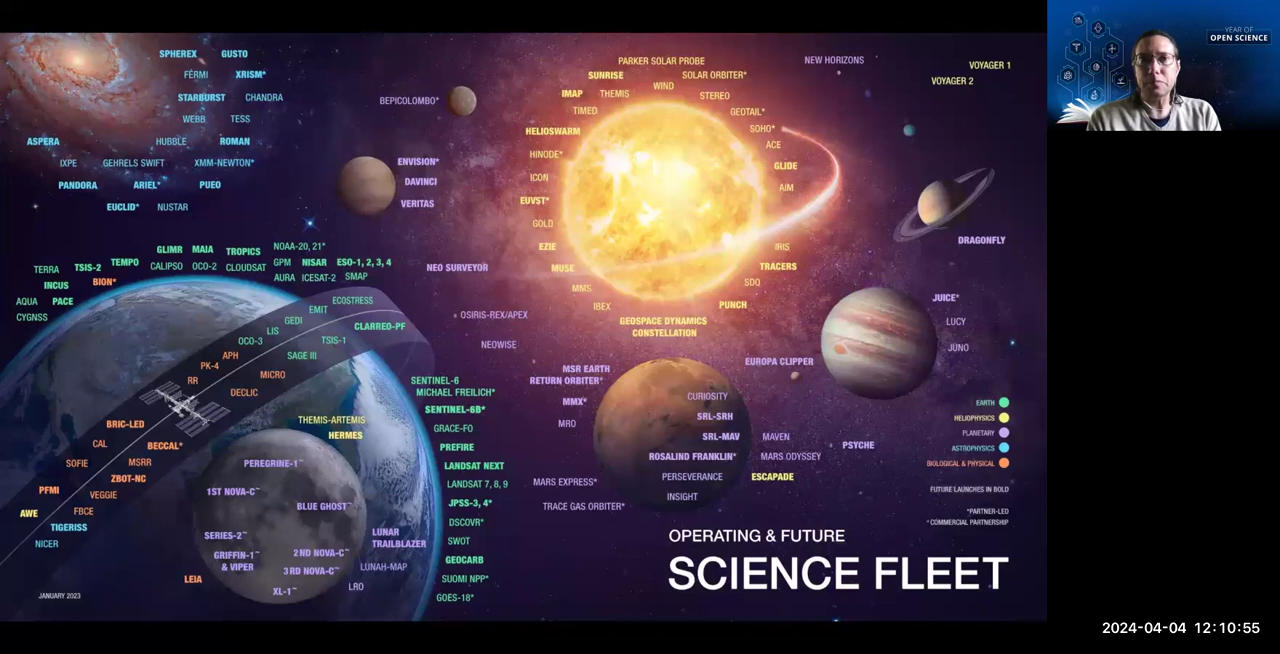 SPHEREX GUSTO
FERMI XRISM*
STARBURST CHANDRA
WEBB TESS
ASPERA HUBBLE ROMAN
IXPE GEHRELS SWIFT XMM-NEWTON*
PANDORA ARIEL* PUEO
EUCLID* NUSTAR
BEPICOLOMBO*
ENVISION*
DAVINCI
VERITAS
PARKER SOLAR PROBE
SUNRISE SOLAR ORBITER*
WIND
IMAP THEMIS STEREO
TIMED GEOTAIL*
HELIOSWARM SOHO*
ACE
HINODE* GLIDE
ICON AIM
EUVST*
GOLD
EZIE IRIS
MUSE TRACERS
MMS SDO
IBEX PUNCH
GEOSPACE DYNAMICS
CONSTELLATION
NEW HORIZONS
VOYAGER 1
VOYAGER 2
DRAGONFLY
NEO SURVEYOR
OSIRIS-REX/APEX
NEOWISE
JUICE*
LUCY
JUNO
EUROPA CLIPPER
GLIMR MAIA TROPICS NOAA-20, 21*
TERRA TSIS-2 TEMPO CALIPSO OCO-2 CLOUDSAT GPM NISAR ESO-1, 2, 3, 4
INCUS BION* AURA ICESAT-2 SMAP
AQUA PACE
CYGNSS
ECOSTRESS
EMIT
GEDI CLARREO-PF
LIS
OCO-3 TSIS-1
APH SAGE III
PK-4
RR MICRO
DECLIC
BRIC-LED
CAL BECCAL*
SOFIE MSRR
ZBOT-NC
PFMI VEGGIE
AWE FBCE
TIGERISS
NICER
LEIA
THEMIS-ARTEMIS
HERMES
PEREGRINE-1™
1ST NOVA-C™
BLUE GHOST™
SERIES-2™
GRIFFIN-1™
& VIPER
2ND NOVA-C™
3RD NOVA-C™
XL-1™
LUNAR
TRAILBLAZER
LUNAH-MAP
LRO
SENTINEL-6
MICHAEL FREILICH*
SENTINEL-6B*
GRACE-FO
PREFIRE
LANDSAT NEXT
LANDSAT 7, 8, 9
JPSS-3, 4*
DSCOVR*
SWOT
GEOCARB
SUOMI NPP*
GOES-18*
MSR EARTH
RETURN ORBITER*
MMX*
MRO
CURIOSITY
SRL-SRH
SRL-MAV MAVEN
ROSALIND FRANKLIN* MARS ODYSSEY
PERSEVERANCE ESCAPADE
INSIGHT
MARS EXPRESS*
TRACE GAS ORBITER*
PSYCHE
EARTH
HELIOPHYSICS
PLANETARY
ASTROPHYSICS
BIOLOGICAL & PHYSICAL
FUTURE LAUNCHES IN BOLD
*PARTNER-LED
COMMERCIAL PARTNERSHIP
OPERATING & FUTURE
SCIENCE FLEET
JANUARY 2023
YEAR OF
OPEN SCIENCE
2024-04-04 12:10:55